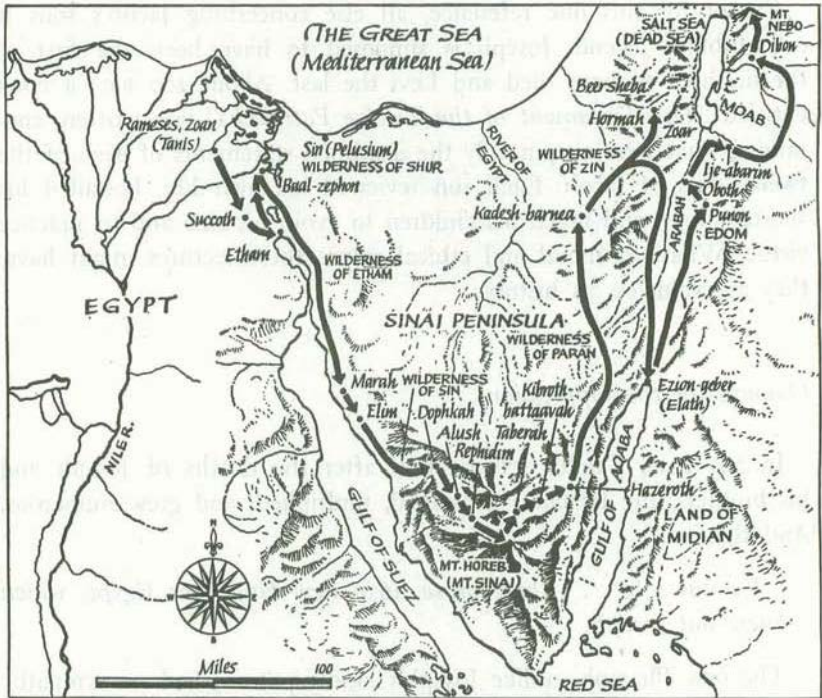 (THE GREAT SEA
(Mediterranean Sea)
SALT SEA
(DEAD SEA)
MT.
NEBO
Dibon
MOAB
Beersheba
Hormah
Zoar
Rameses, Zoan
(Tanis)
Sin (Pelusium)
WILDERNESS OF SHUR
Baal-zephon
RIVER OF
EGYPT
WILDERNESS
OF ZIN
Ije-abarim
Oboth
Punon
EDOM
ARABAH
Kadesh-barnea
Succoth
Etham
WILDERNESS
OF ETHAM
EGYPT
SINAI PENINSULA
WILDERNESS
OF PARAN
Marah
Elim
WILDERNESS
OF SIN
Dophkah
Alush
Rephidim
Kibroth
hattaavah
Taberah
Ezion-geber
(Elath)
Hazeroth
LAND OF
MIDIAN
GULF OF AQABA
NILE R.
GULF OF SUEZ
MT. HOREB
(MT. SINAI)
N
Miles
100
RED SEA